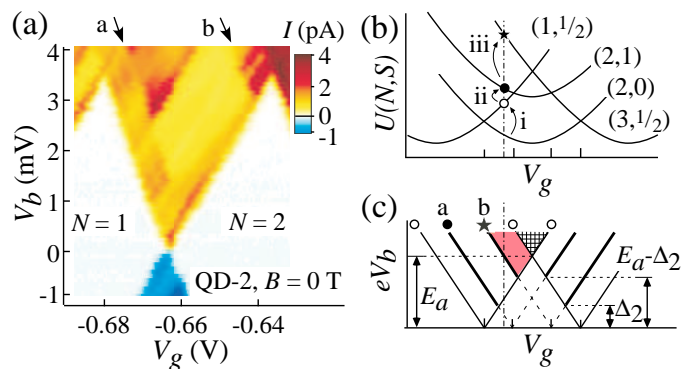 (a)
a
b
I (pA)
4
3
2
1
0
-1
V_b (mV)
4
3
2
1
0
-1
N = 1
N = 2
QD-2, B = 0 T
-0.68
-0.66
-0.64
V_g (V)
(b)
U(N,S)
iii
ii
i
(1,1/2)
(2,1)
(2,0)
(3,1/2)
V_g
(c)
a
b
eV_b
E_a
E_a-Δ_2
Δ_2
V_g